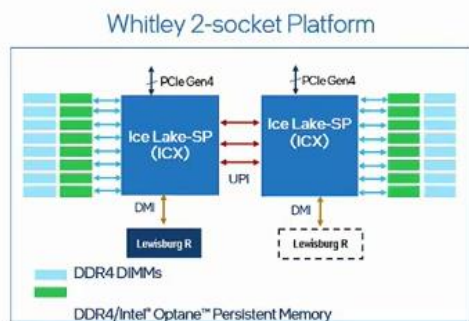 Whitley 2-socket Platform
PCIe Gen4
PCIe Gen4
Ice Lake-SP
(ICX)
Ice Lake-SP
(ICX)
UPI
DMI
DMI
Lewisburg R
Lewisburg R
DDR4 DIMMs
DDR4/Intel® Optane™ Persistent Memory